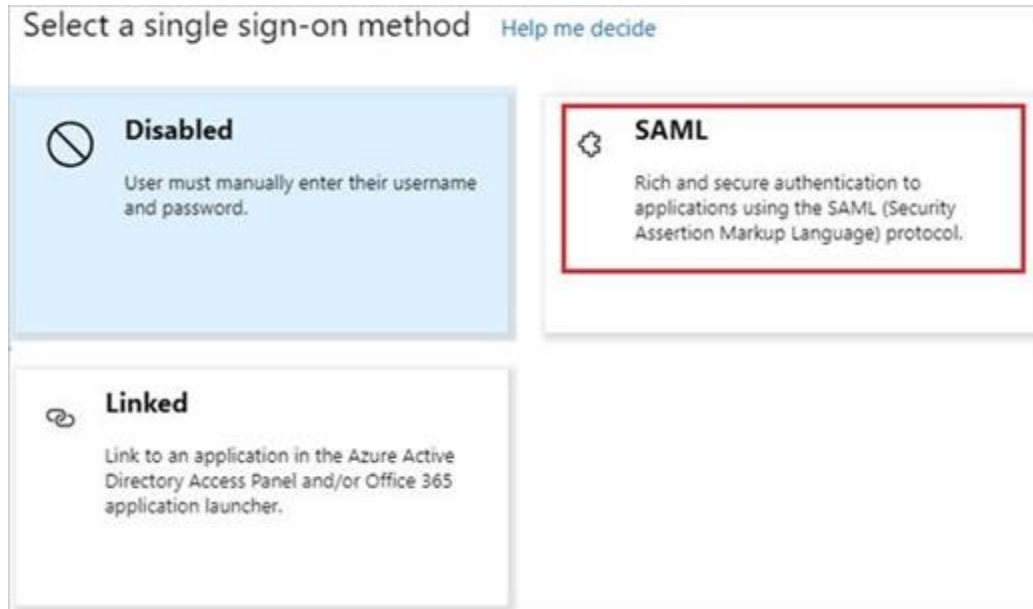 Select a single sign-on method Help me decide
Disabled
User must manually enter their username
and password.
SAML
Rich and secure authentication to
applications using the SAML (Security
Assertion Markup Language) protocol.
Linked
Link to an application in the Azure Active
Directory Access Panel and/or Office 365
application launcher.